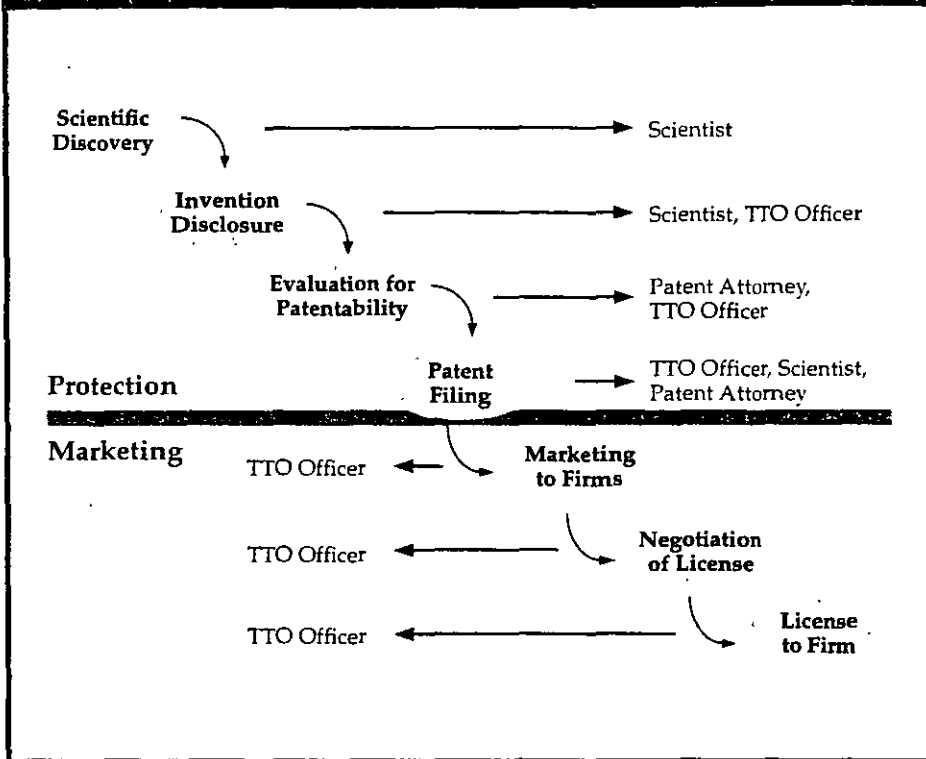 Scientific
Discovery
Scientist
Invention
Disclosure
Scientist, TTO Officer
Evaluation for
Patentability
Patent Attorney,
TTO Officer
Patent
Filing
TTO Officer, Scientist,
Patent Attorney
Protection
Marketing
TTO Officer
Marketing
to Firms
TTO Officer
Negotiation
of License
TTO Officer
License
to Firm